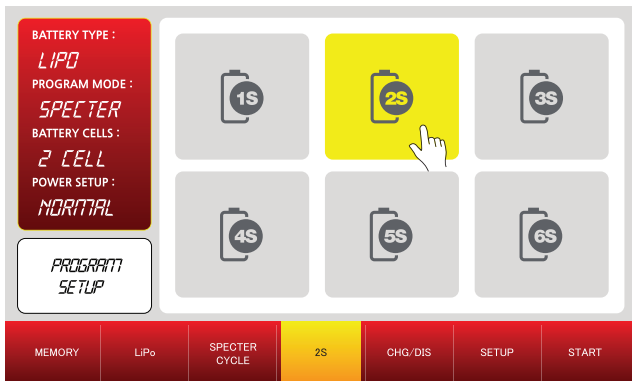 BATTERY TYPE :
LIPO
PROGRAM MODE :
SPECTER
BATTERY CELLS :
2 CELL
POWER SETUP :
NORMAL
PROGRAM
SETUP
1S
2S
3S
4S
5S
6S
MEMORY
LiPo
SPECTER
CYCLE
2S
CHG/DIS
SETUP
START